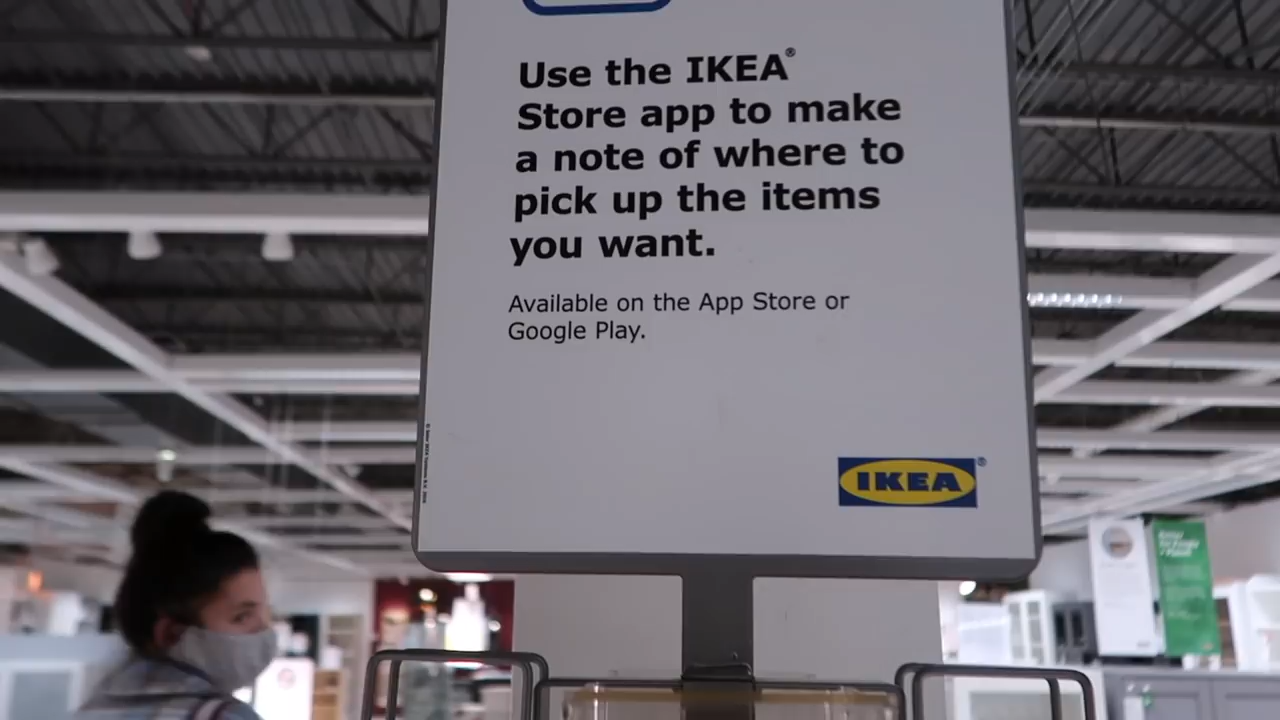 Use the IKEA®
Store app to make
a note of where to
pick up the items
you want.
Available on the App Store or
Google Play.
IKEA®